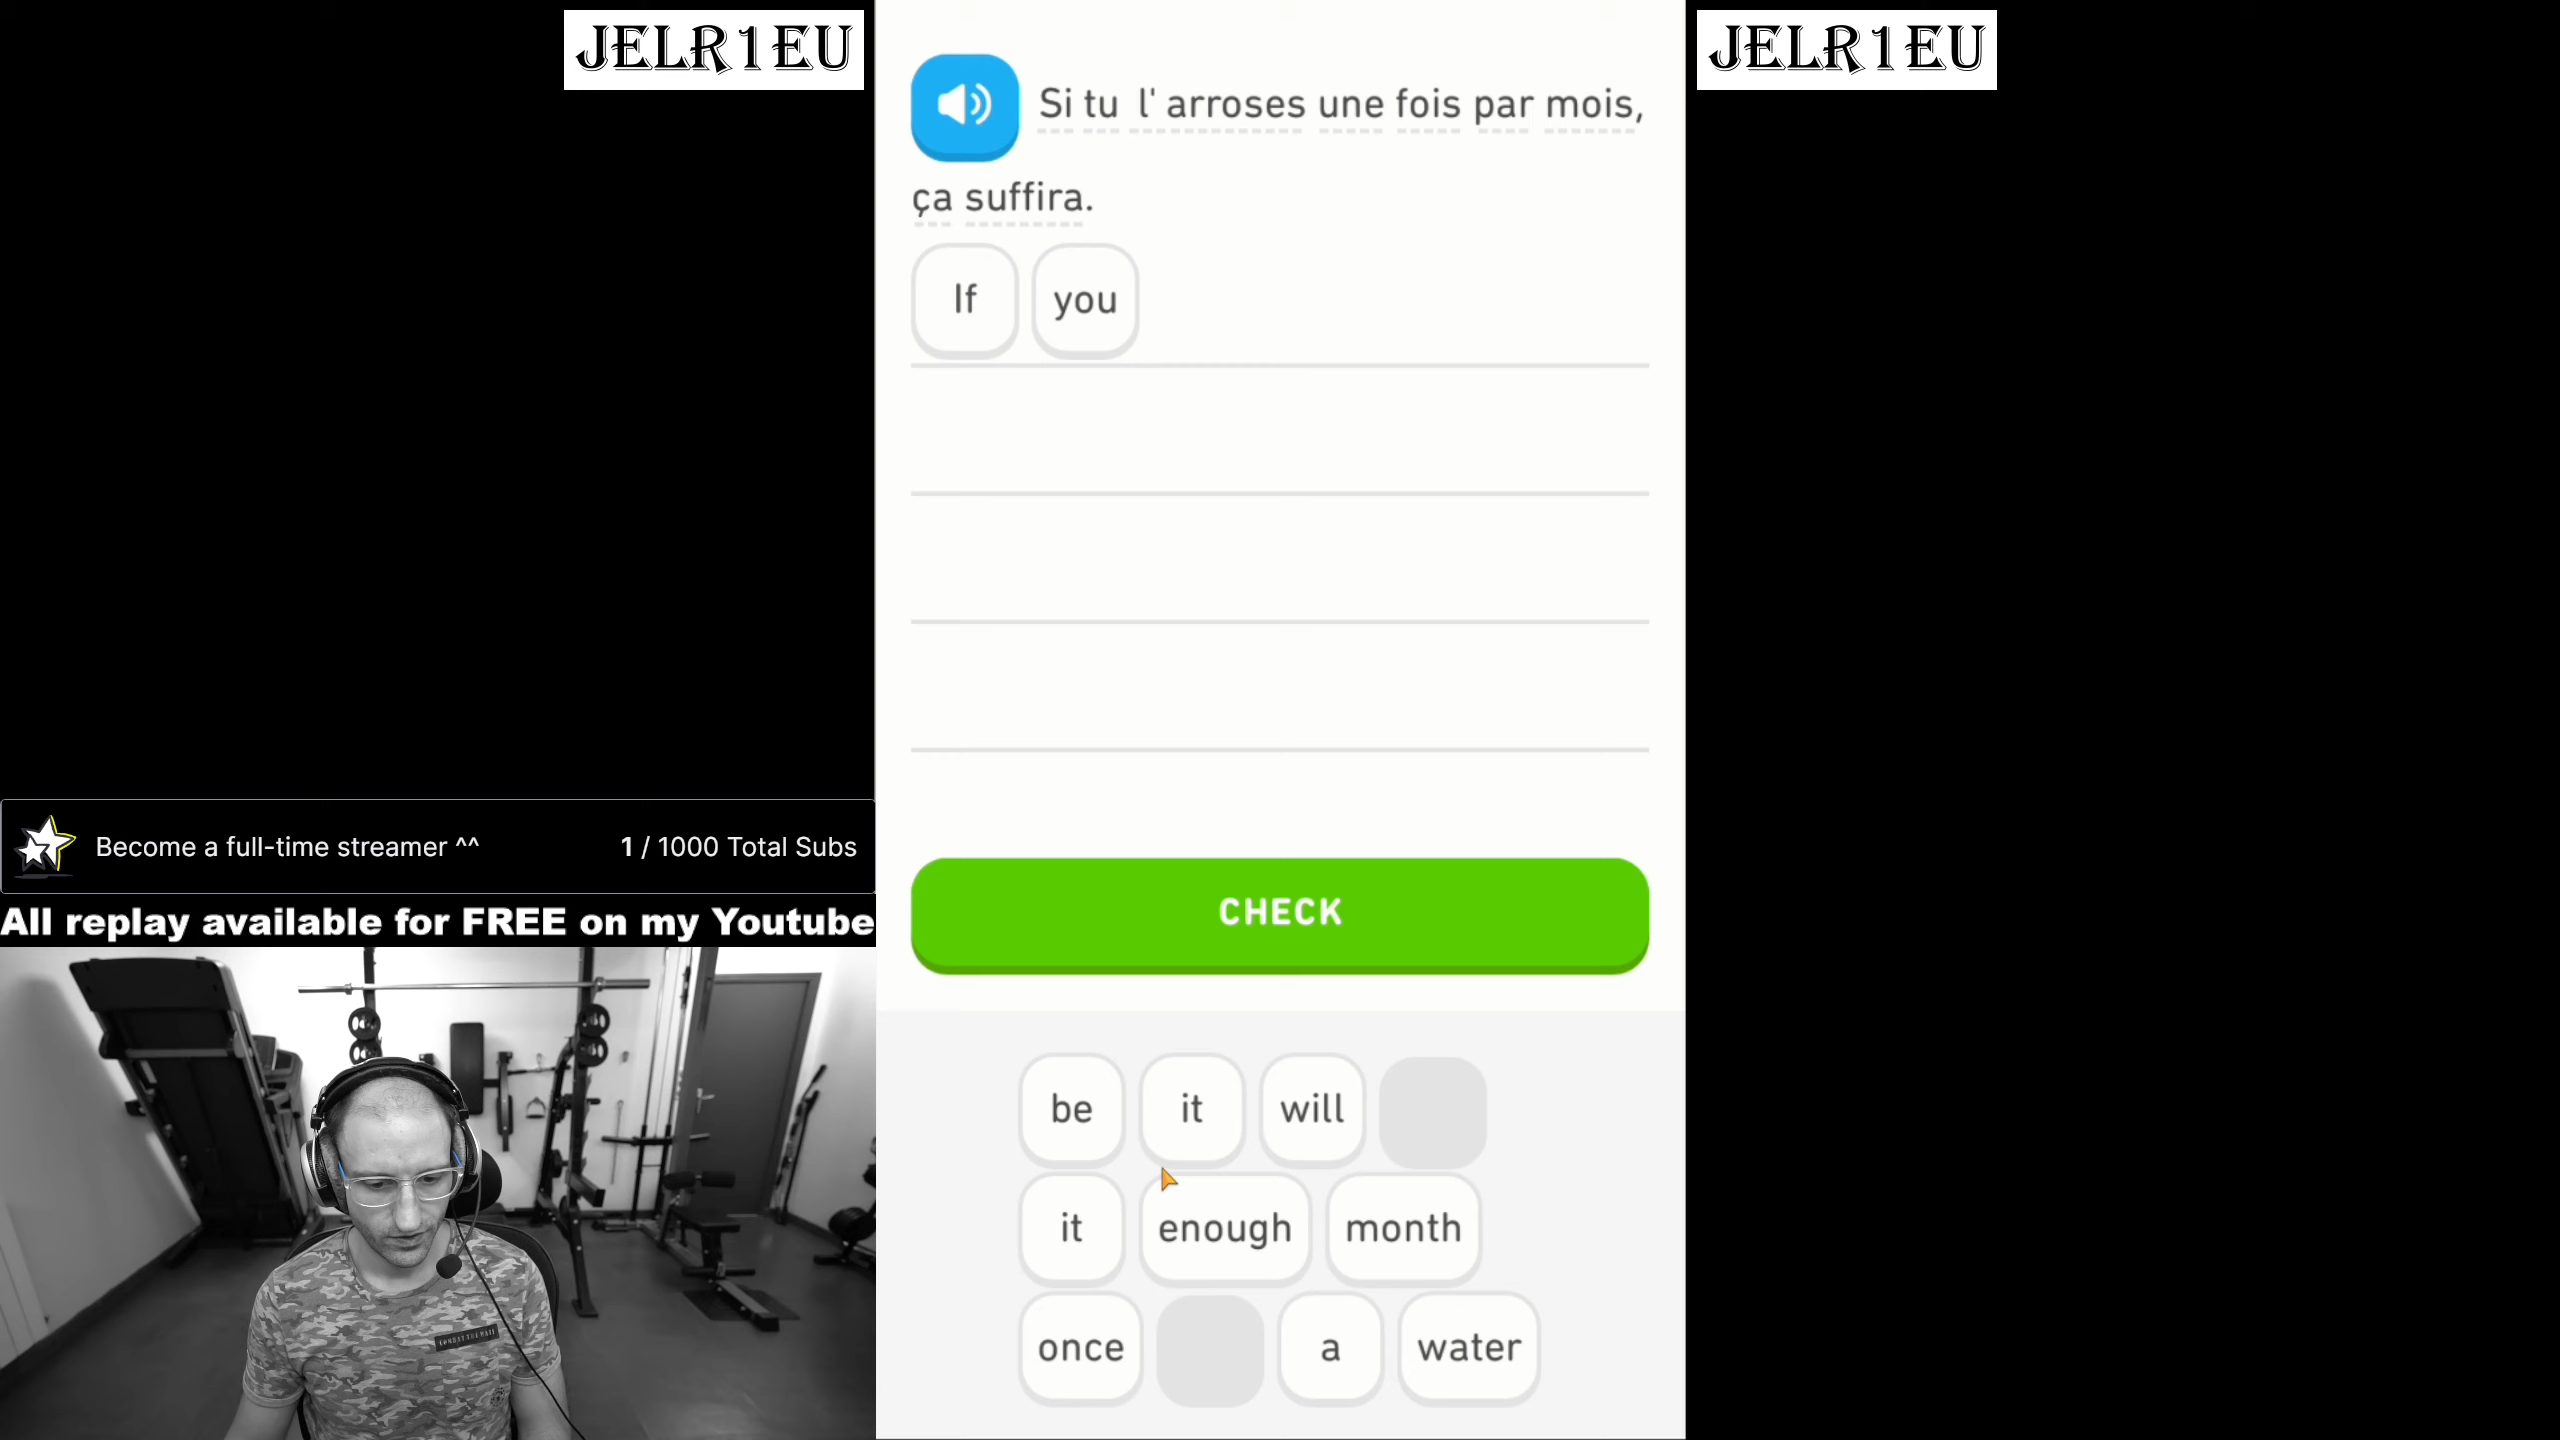 JELR1EU
JELR1EU
Si tu l' arroses une fois par mois,
ça suffira.
If you
CHECK
be it will
it enough month
once a water
Become a full-time streamer ^^ 1 / 1000 Total Subs
All replay available for FREE on my Youtube